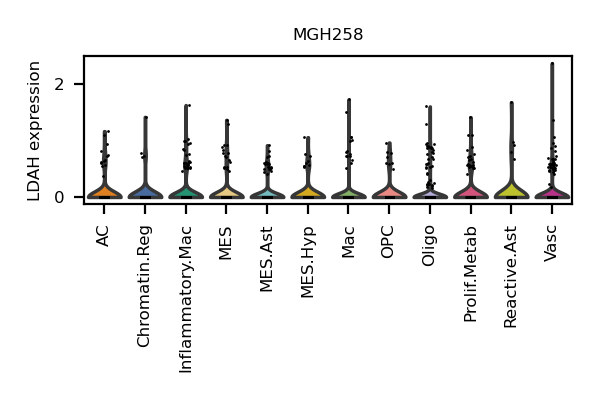 MGH258
LDAH expression
2
0
AC
Chromatin.Reg
Inflammatory.Mac
MES
MES.Ast
MES.Hyp
Mac
OPC
Oligo
Prolif.Metab
Reactive.Ast
Vasc